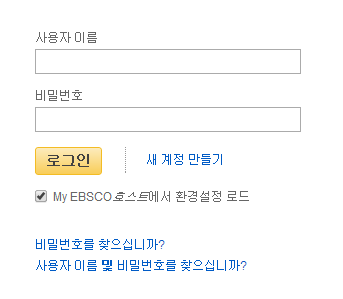 사용자 이름
비밀번호
로그인 새 계정 만들기
My EBSCO호스트에서 환경설정 로드
비밀번호를 찾으십니까?
사용자 이름 및 비밀번호를 찾으십니까?